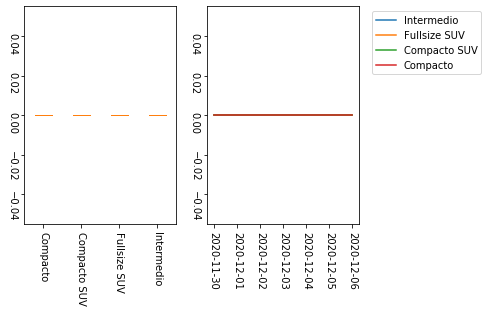 0.04
0.02
0.00
−0.02
−0.04
Compacto
Compacto SUV
Fullsize SUV
Intermedio
0.04
0.02
0.00
−0.02
−0.04
2020-11-30
2020-12-01
2020-12-02
2020-12-03
2020-12-04
2020-12-05
2020-12-06
Intermedio
Fullsize SUV
Compacto SUV
Compacto